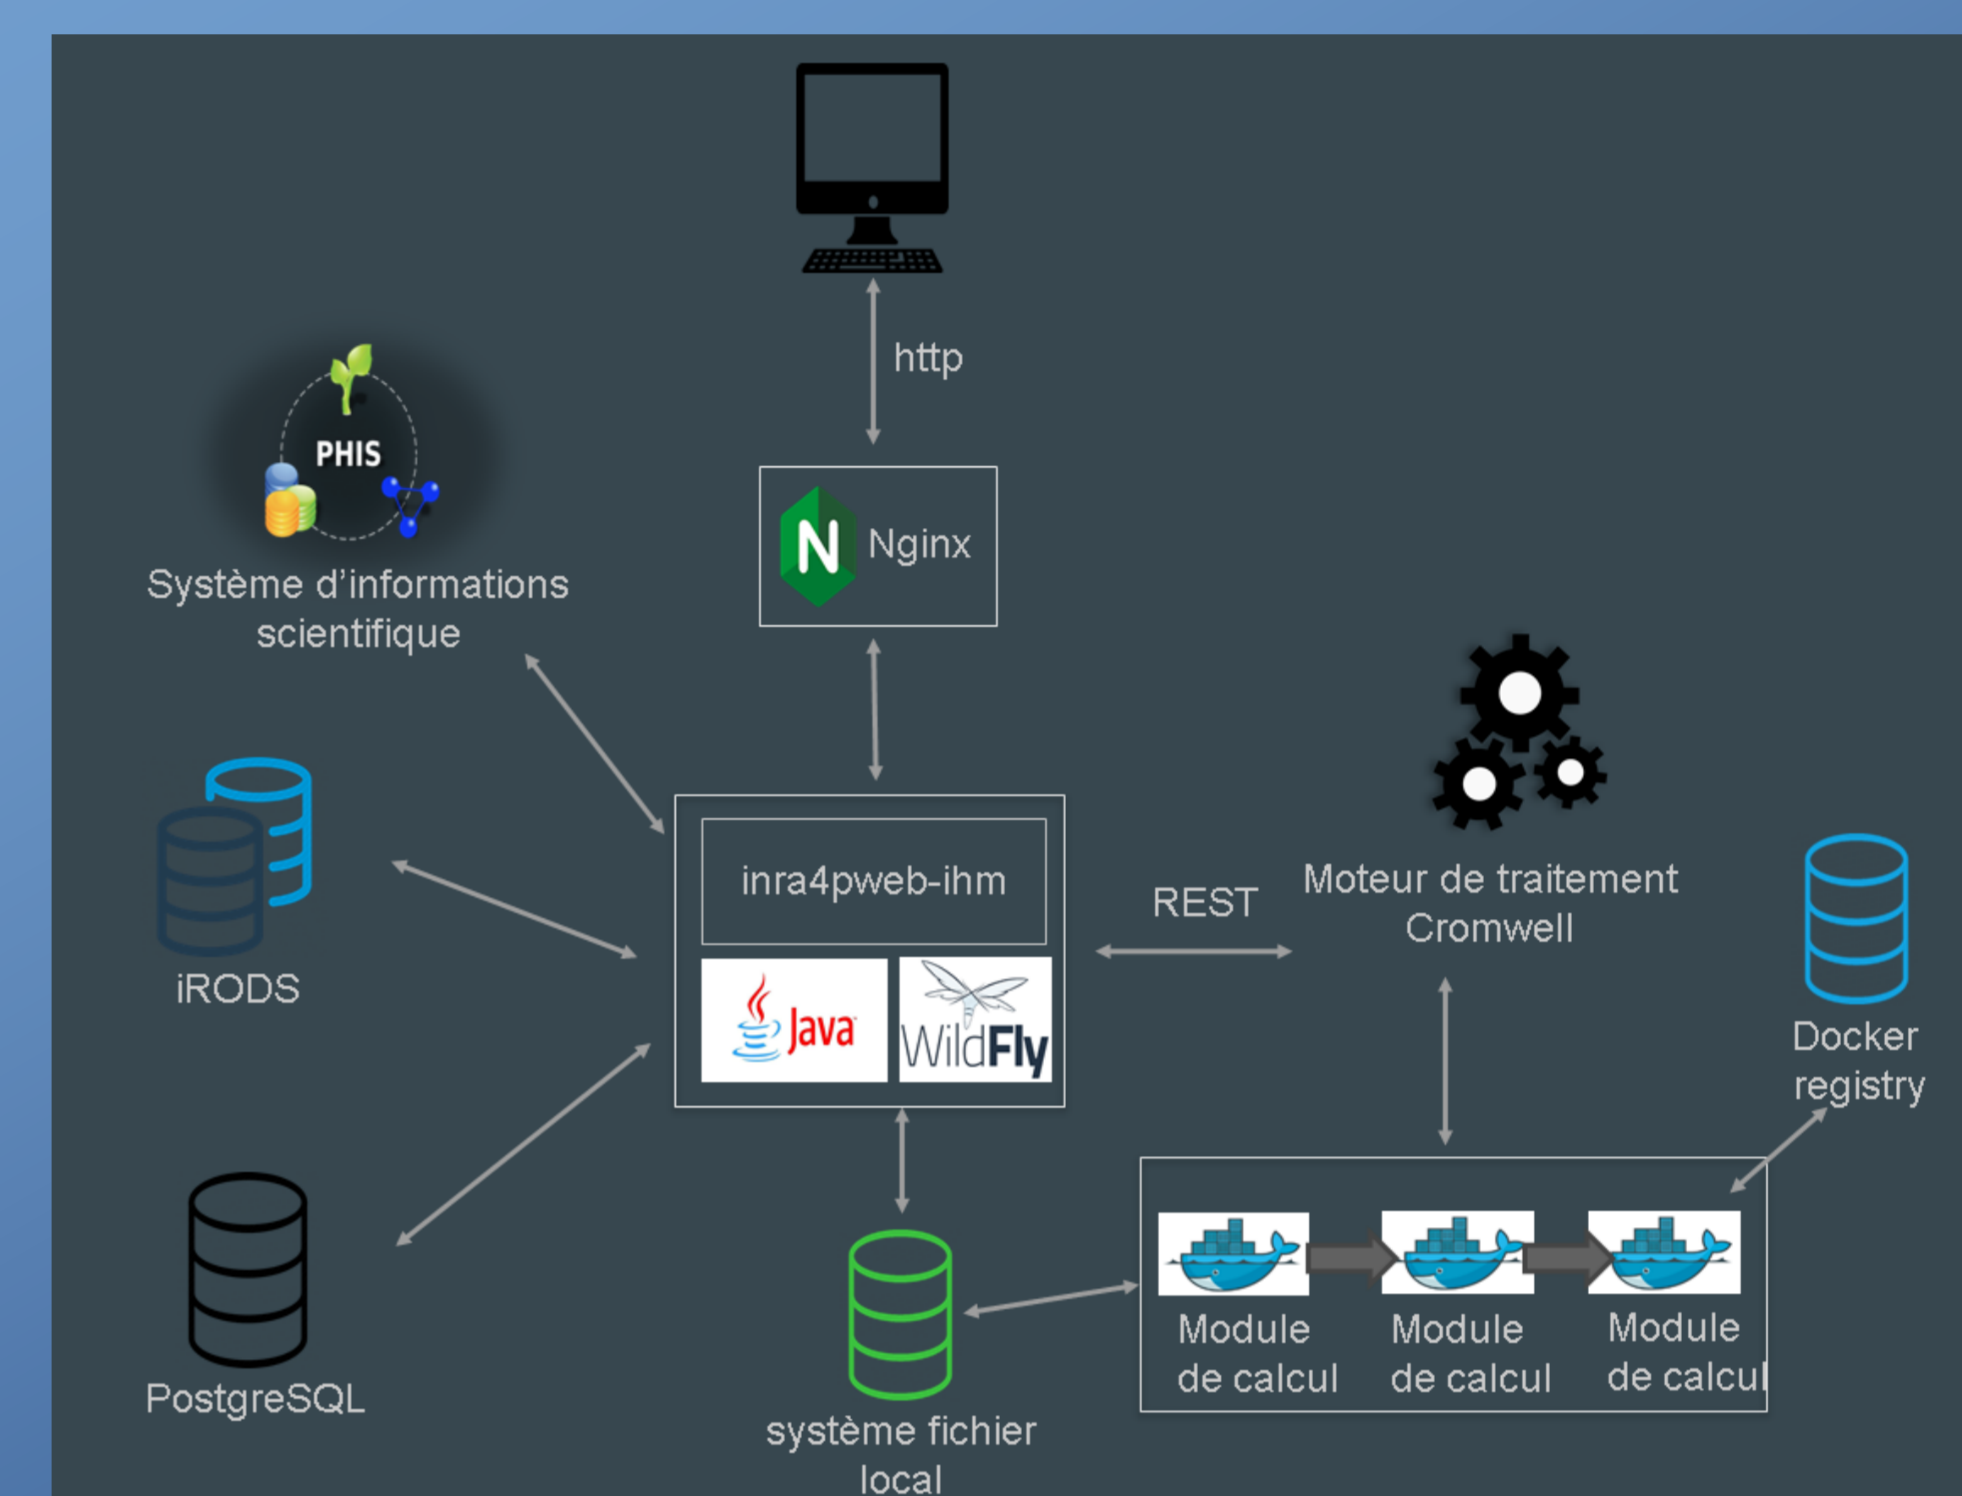 http
PHIS
Nginx
Système d'informations
scientifique
inra4pweb-ihm
REST
Moteur de traitement
Cromwell
iRODS
Java
WildFly
Docker
registry
PostgreSQL
système fichier
local
Module
de calcul
Module
de calcul
Module
de calcul